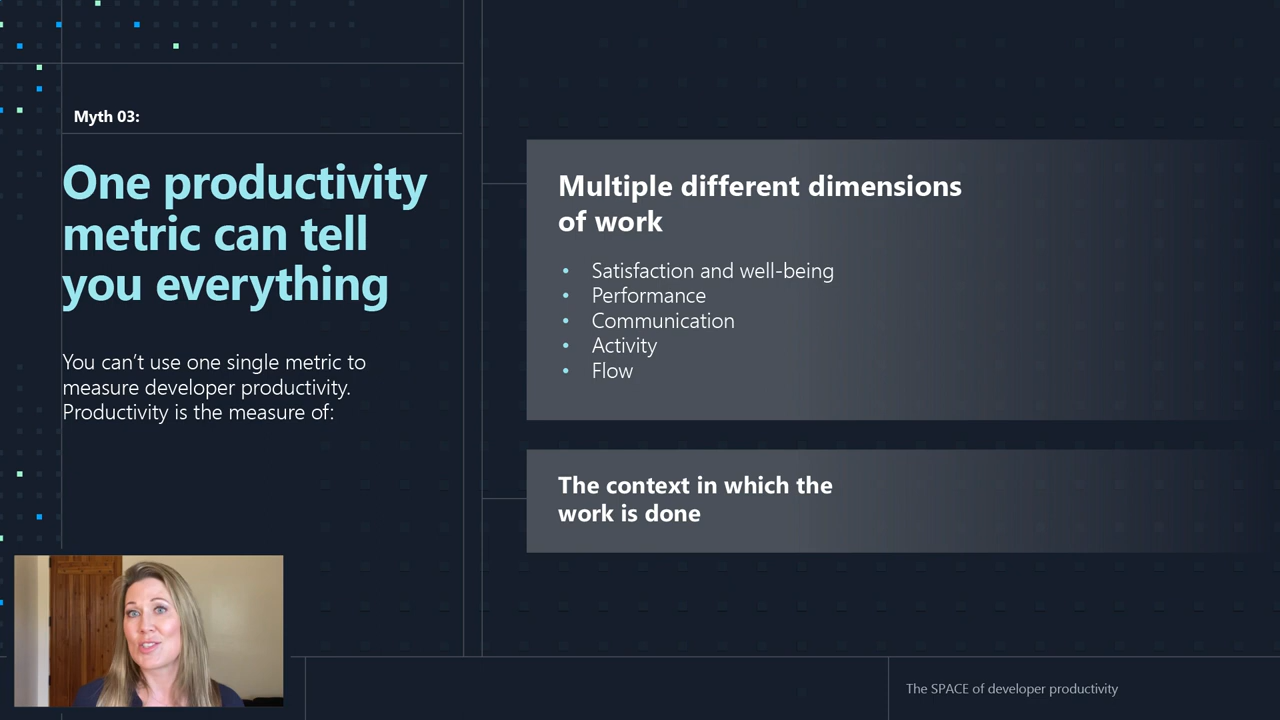 Myth 03:
One productivity
metric can tell
you everything
You can’t use one single metric to
measure developer productivity.
Productivity is the measure of:
Multiple different dimensions
of work
• Satisfaction and well-being
• Performance
• Communication
• Activity
• Flow
The context in which the
work is done
The SPACE of developer productivity